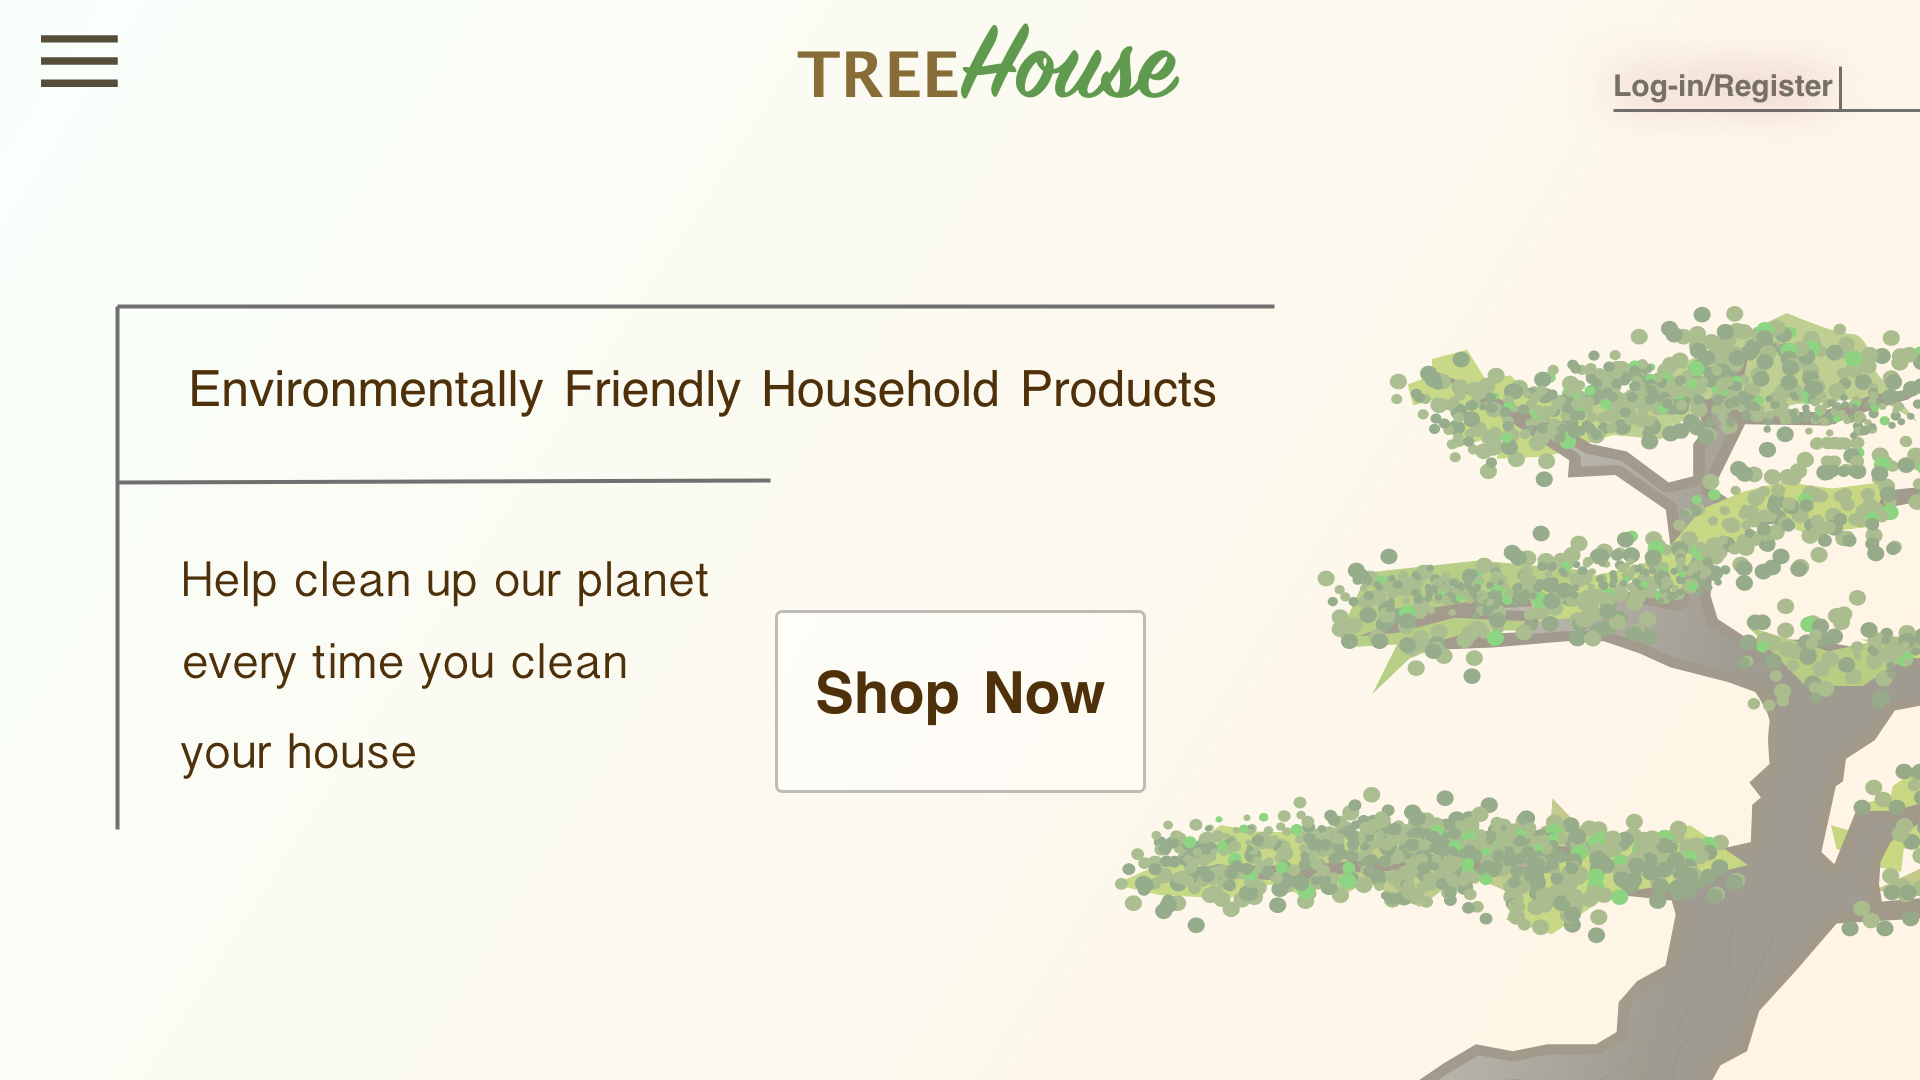 TREEHouse
Log-in/Register
Environmentally Friendly Household Products
Help clean up our planet
every time you clean
your house
Shop Now